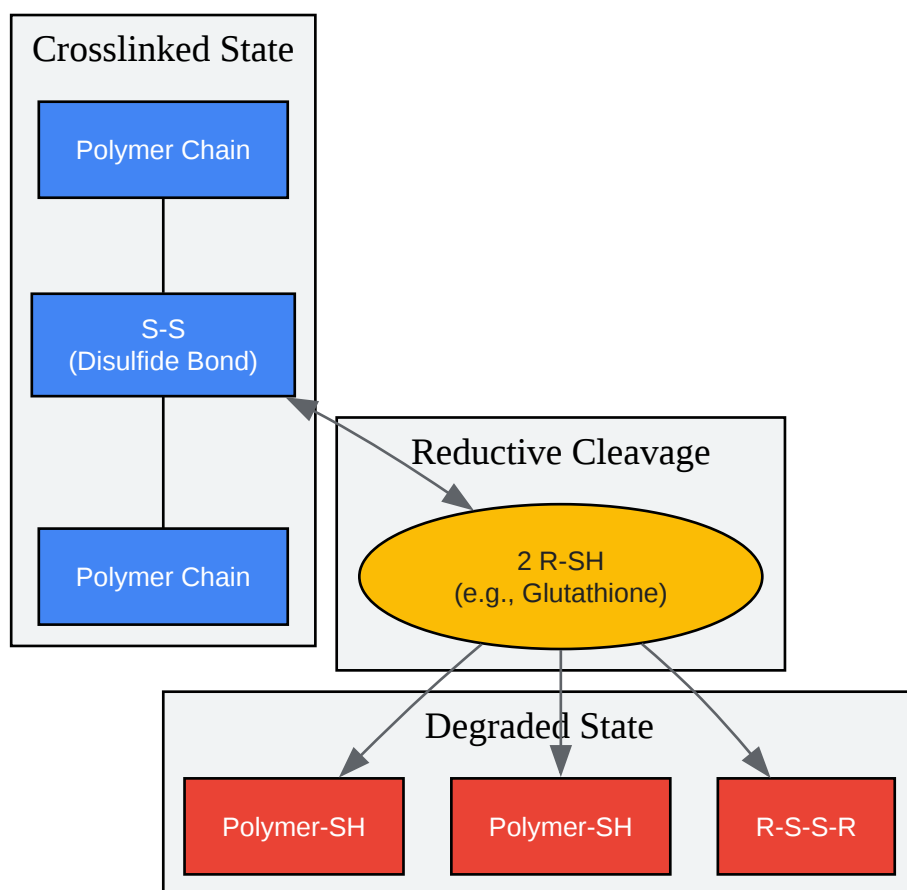 Crosslinked State
Polymer Chain
S-S
(Disulfide Bond)
Polymer Chain
Reductive Cleavage
2 R-SH
(e.g., Glutathione)
Degraded State
Polymer-SH
Polymer-SH
R-S-S-R